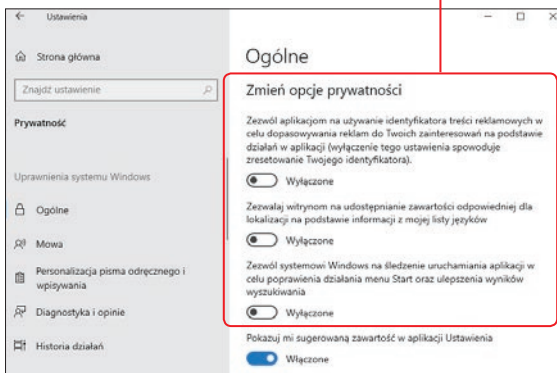 Ustawienia
Strona główna
Znajdź ustawienie
Prywatność
Uprawnienia systemu Windows
Ogólne
Mowa
Personalizacja pisma odręcznego i
wpisywania
Diagnostyka i opinie
Historia działań
Ogólne
Zmień opcje prywatności
Zezwól aplikacjom na używanie identyfikatora treści reklamowych w
celu dopasowywania reklam do Twoich zainteresowań na podstawie
działań w aplikacji (wyłączenie tego ustawienia spowoduje
zresetowanie Twojego identyfikatora).
Wyłączone
Zezwalaj witrynom na udostępnianie zawartości odpowiedniej dla
lokalizacji na podstawie informacji z mojej listy języków
Wyłączone
Zezwól systemowi Windows na śledzenie uruchamiania aplikacji w
celu poprawienia działania menu Start oraz ulepszenia wyników
wyszukiwania
Wyłączone
Pokazuj mi sugerowaną zawartość w aplikacji Ustawienia
Włączone